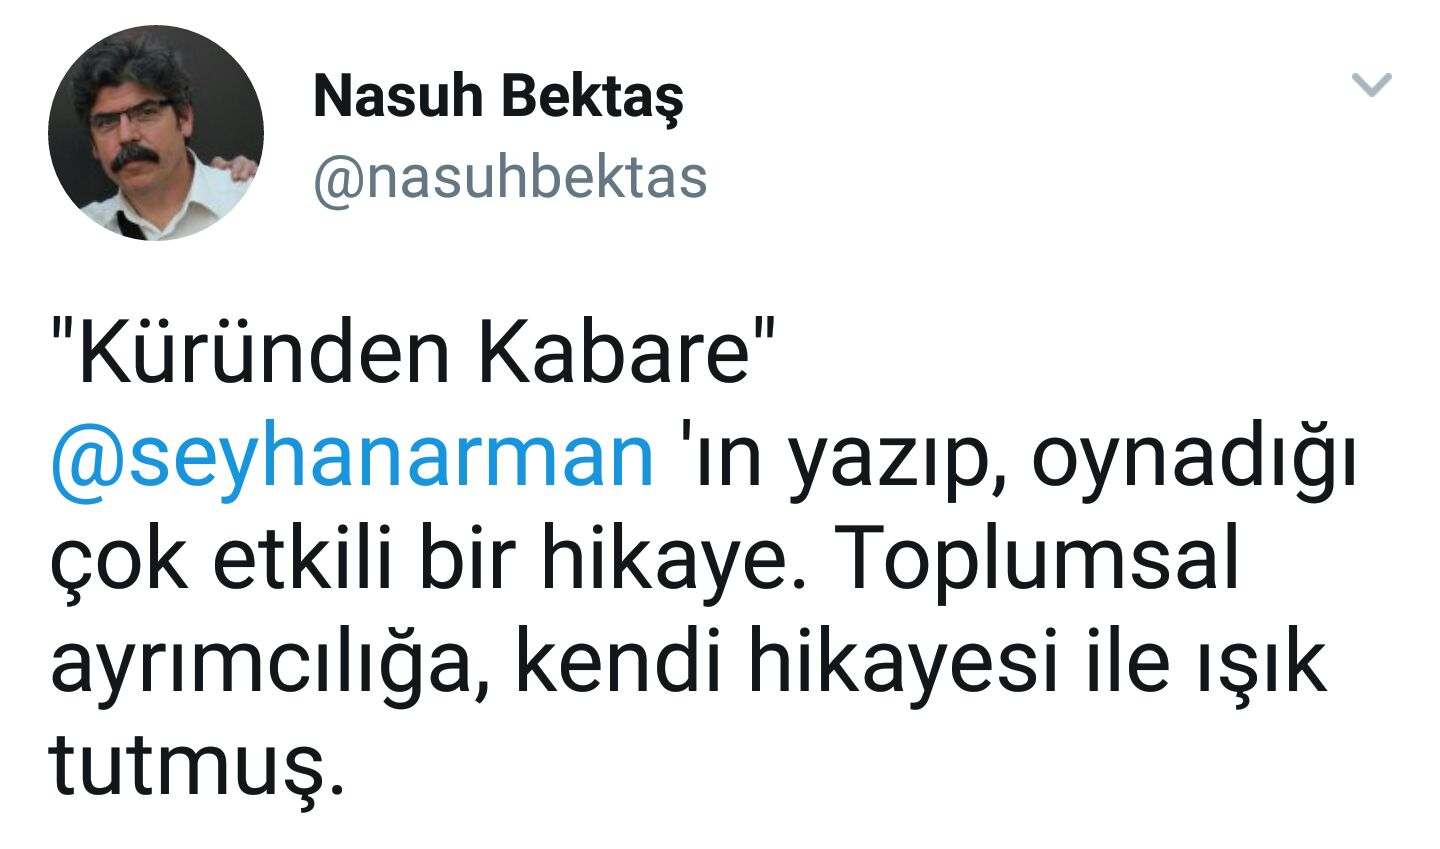 Nasuh Bektaş
@nasuhbektas
"Küründen Kabare"
@seyhanarman 'ın yazıp, oynadığı
çok etkili bir hikaye. Toplumsal
ayrımcılığa, kendi hikayesi ile ışık
tutmuş.